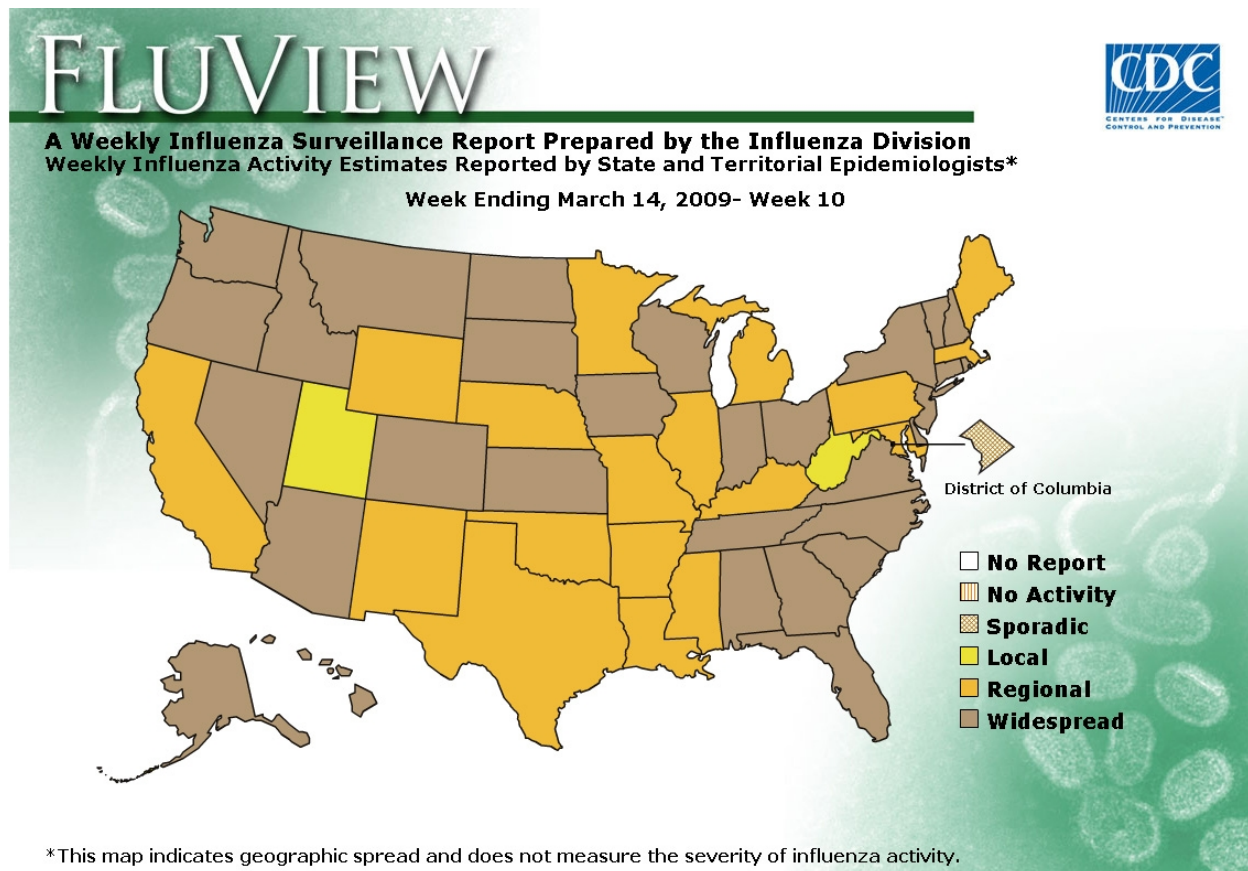 FLUVIEW
CDC
CENTERS FOR DISEASE
CONTROL AND PREVENTION
A Weekly Influenza Surveillance Report Prepared by the Influenza Division
Weekly Influenza Activity Estimates Reported by State and Territorial Epidemiologists*
Week Ending March 14, 2009- Week 10
District of Columbia
No Report
No Activity
Sporadic
Local
Regional
Widespread
*This map indicates geographic spread and does not measure the severity of influenza activity.